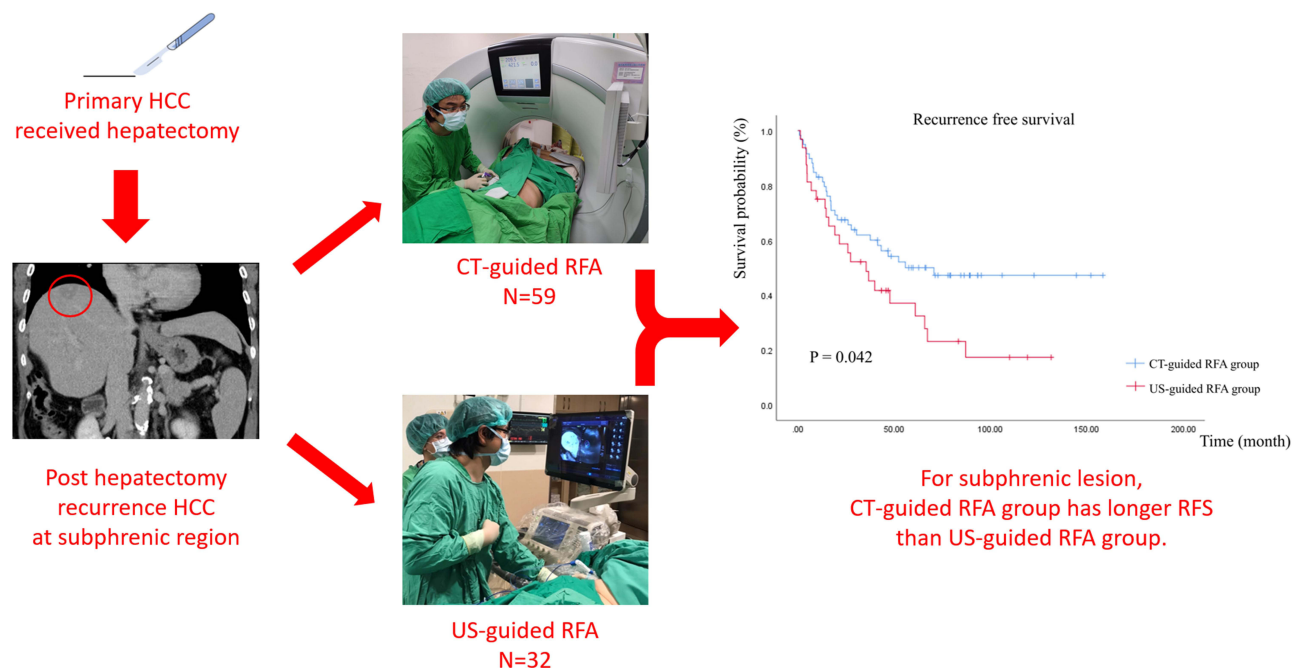 Primary HCC
received hepatectomy
Post hepatectomy
recurrence HCC
at subphrenic region
CT-guided RFA
N=59
US-guided RFA
N=32
Recurrence free survival
Survival probability (%)
1.0
0.8
0.6
0.4
0.2
0.0
P = 0.042
CT-guided RFA group
US-guided RFA group
.00
50.00
100.00
150.00
200.00
Time (month)
For subphrenic lesion,
CT-guided RFA group has longer RFS
than US-guided RFA group.